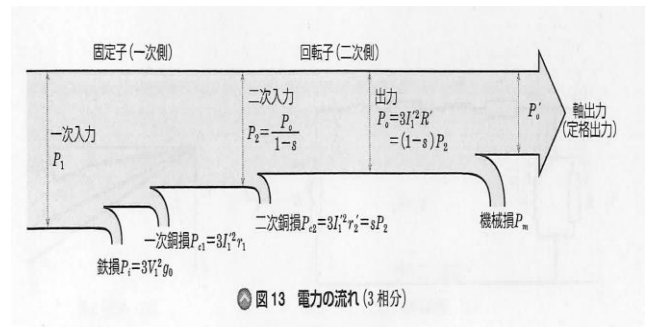 固定子(一次側)
回転子(二次側)
一次入力
P₁
二次入力
P₂=Pₒ/1−s
出力
Pₒ=3I₁'²R'
=(1−s)P₂
Pₒ'
軸出力
(定格出力)
鉄損Pᵢ=3V₁²g₀
一次銅損P꜀₁=3I₁'²r₁
二次銅損P꜀₂=3I₁'²r₂'=sP₂
機械損Pₘ
図13 電力の流れ(3相分)